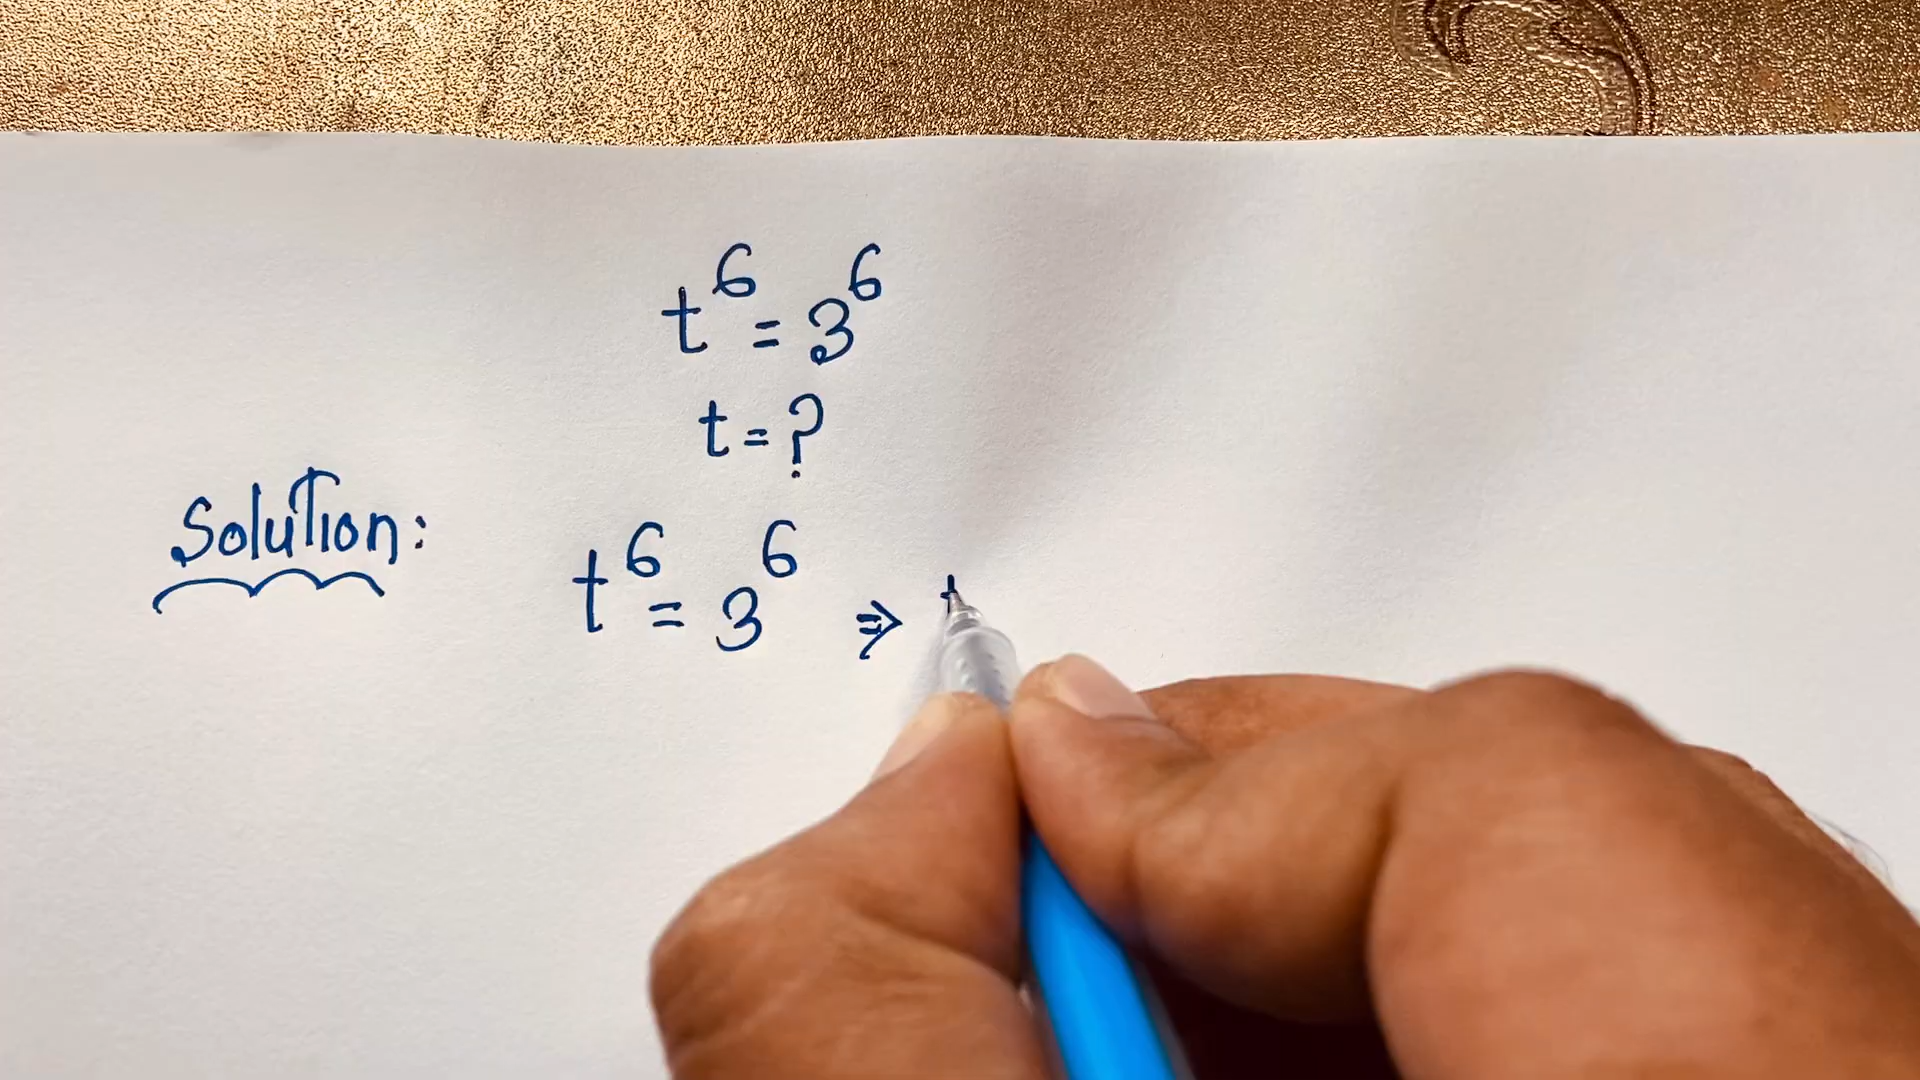 t⁶ = 3⁶
t = ?
Solution:
t⁶ = 3⁶ ⇒ t